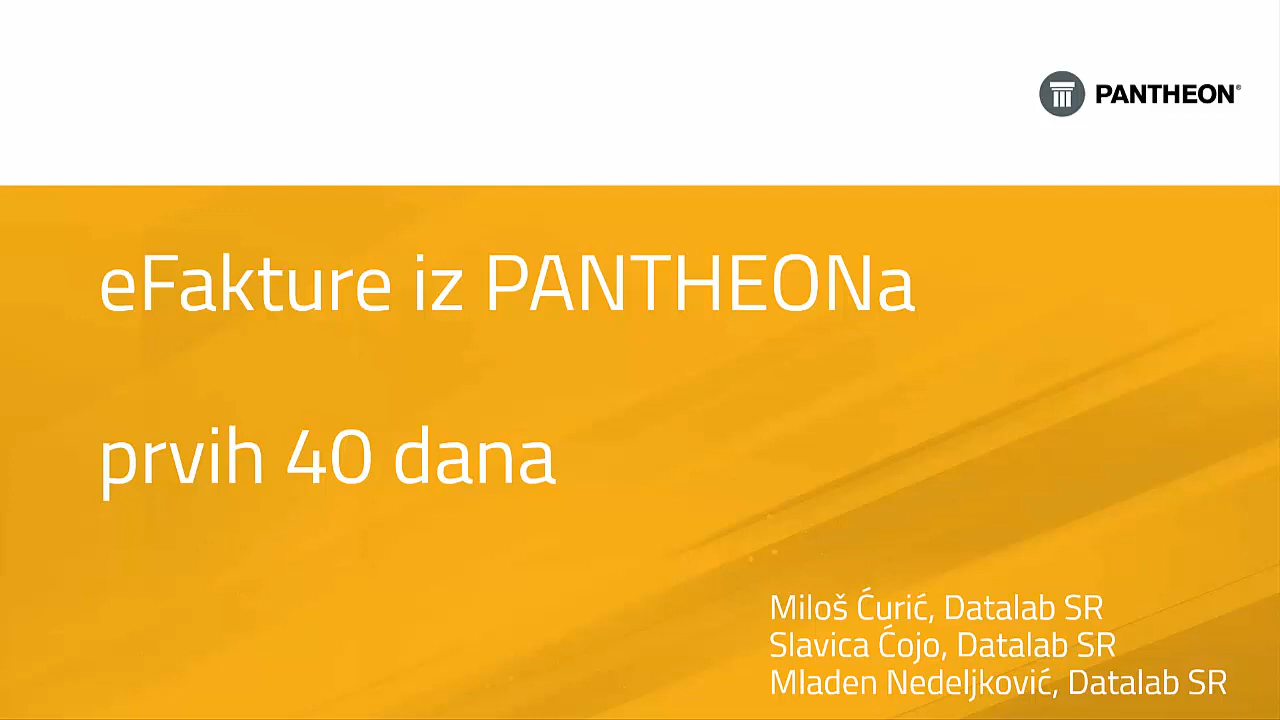 PANTHEON®
eFakture iz PANTHEONa
prvih 40 dana
Miloš Ćurić, Datalab SR
Slavica Ćojo, Datalab SR
Mladen Nedeljković, Datalab SR